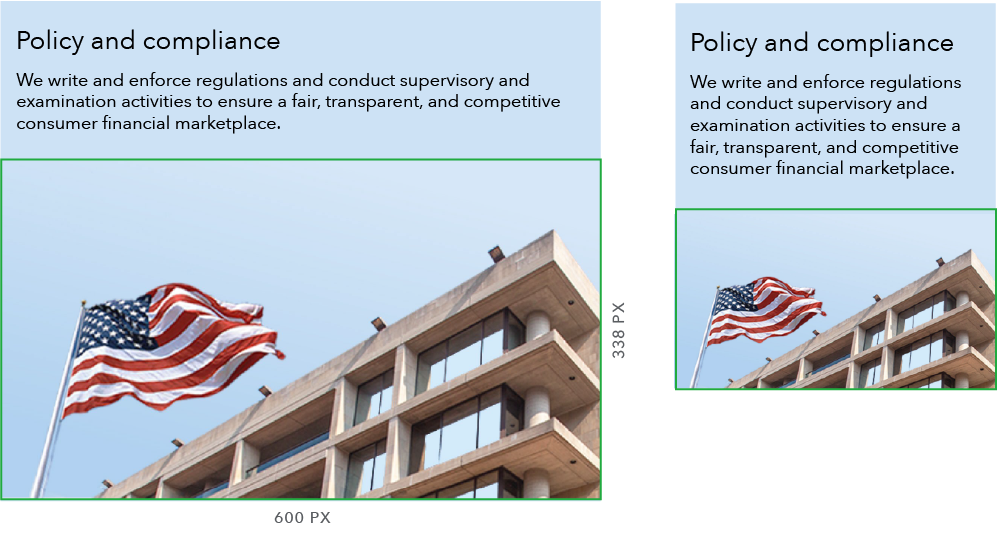 Policy and compliance
We write and enforce regulations and conduct supervisory and
examination activities to ensure a fair, transparent, and competitive
consumer financial marketplace.
338 PX
600 PX
Policy and compliance
We write and enforce regulations
and conduct supervisory and
examination activities to ensure a
fair, transparent, and competitive
consumer financial marketplace.